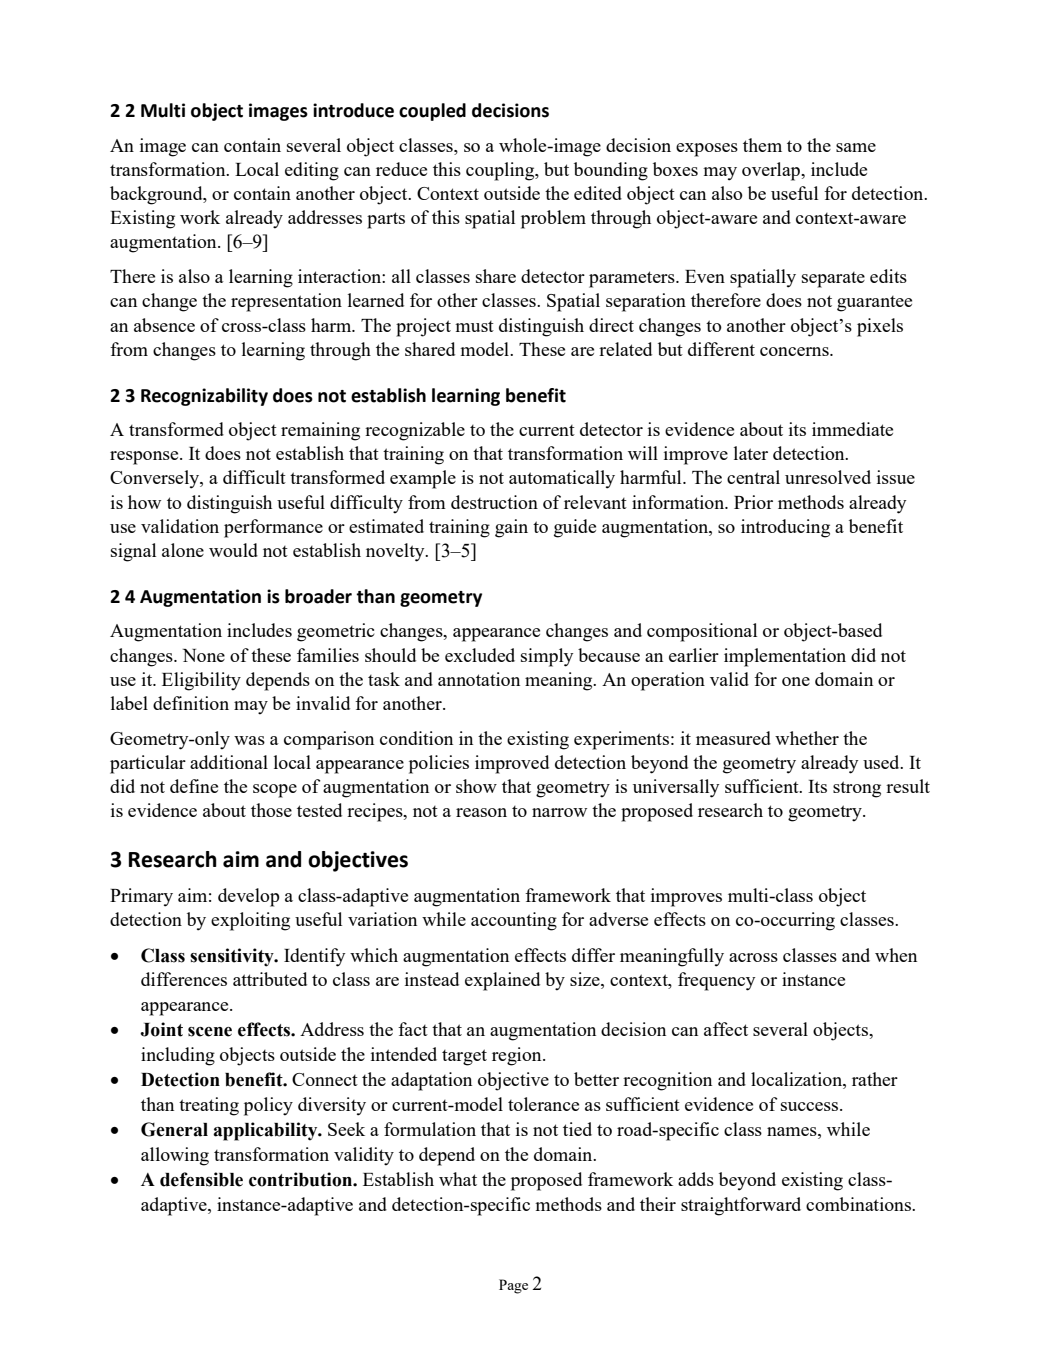 2 2 Multi object images introduce coupled decisions
An image can contain several object classes, so a whole-image decision exposes them to the same
transformation. Local editing can reduce this coupling, but bounding boxes may overlap, include
background, or contain another object. Context outside the edited object can also be useful for detection.
Existing work already addresses parts of this spatial problem through object-aware and context-aware
augmentation. [6–9]
There is also a learning interaction: all classes share detector parameters. Even spatially separate edits
can change the representation learned for other classes. Spatial separation therefore does not guarantee
an absence of cross-class harm. The project must distinguish direct changes to another object’s pixels
from changes to learning through the shared model. These are related but different concerns.
2 3 Recognizability does not establish learning benefit
A transformed object remaining recognizable to the current detector is evidence about its immediate
response. It does not establish that training on that transformation will improve later detection.
Conversely, a difficult transformed example is not automatically harmful. The central unresolved issue
is how to distinguish useful difficulty from destruction of relevant information. Prior methods already
use validation performance or estimated training gain to guide augmentation, so introducing a benefit
signal alone would not establish novelty. [3–5]
2 4 Augmentation is broader than geometry
Augmentation includes geometric changes, appearance changes and compositional or object-based
changes. None of these families should be excluded simply because an earlier implementation did not
use it. Eligibility depends on the task and annotation meaning. An operation valid for one domain or
label definition may be invalid for another.
Geometry-only was a comparison condition in the existing experiments: it measured whether the
particular additional local appearance policies improved detection beyond the geometry already used. It
did not define the scope of augmentation or show that geometry is universally sufficient. Its strong result
is evidence about those tested recipes, not a reason to narrow the proposed research to geometry.
3 Research aim and objectives
Primary aim: develop a class-adaptive augmentation framework that improves multi-class object
detection by exploiting useful variation while accounting for adverse effects on co-occurring classes.
• Class sensitivity. Identify which augmentation effects differ meaningfully across classes and when
differences attributed to class are instead explained by size, context, frequency or instance
appearance.
• Joint scene effects. Address the fact that an augmentation decision can affect several objects,
including objects outside the intended target region.
• Detection benefit. Connect the adaptation objective to better recognition and localization, rather
than treating policy diversity or current-model tolerance as sufficient evidence of success.
• General applicability. Seek a formulation that is not tied to road-specific class names, while
allowing transformation validity to depend on the domain.
• A defensible contribution. Establish what the proposed framework adds beyond existing class-
adaptive, instance-adaptive and detection-specific methods and their straightforward combinations.
Page 2